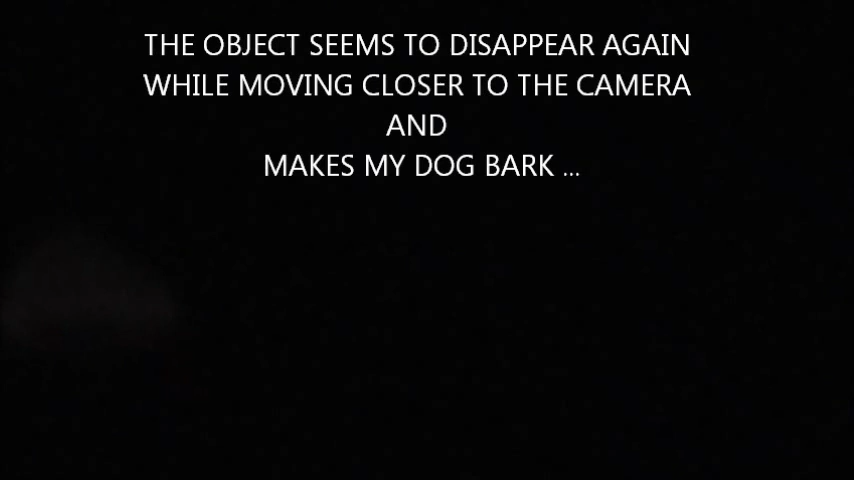 THE OBJECT SEEMS TO DISAPPEAR AGAIN
WHILE MOVING CLOSER TO THE CAMERA
AND
MAKES MY DOG BARK ...